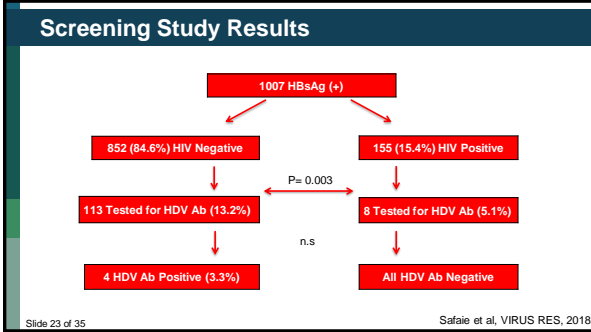 Screening Study Results
1007 HBsAg (+)
852 (84.6%) HIV Negative
155 (15.4%) HIV Positive
P= 0.003
113 Tested for HDV Ab (13.2%)
8 Tested for HDV Ab (5.1%)
n.s
4 HDV Ab Positive (3.3%)
All HDV Ab Negative
Slide 23 of 35
Safaie et al, VIRUS RES, 2018